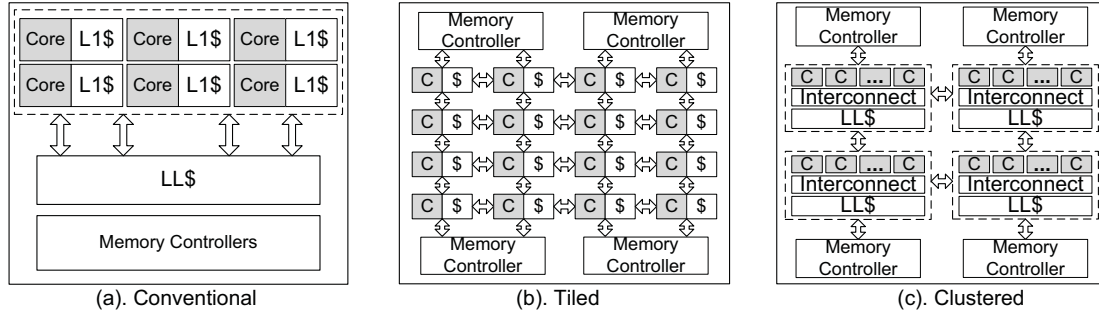 Core L1$ Core L1$ Core L1$
Core L1$ Core L1$ Core L1$
LL$
Memory Controllers
(a). Conventional
Memory
Controller
Memory
Controller
C $ C $ C $ C $
C $ C $ C $ C $
C $ C $ C $ C $
C $ C $ C $ C $
Memory
Controller
Memory
Controller
(b). Tiled
Memory
Controller
Memory
Controller
C C ... C
Interconnect
LL$
C C ... C
Interconnect
LL$
C C ... C
Interconnect
LL$
C C ... C
Interconnect
LL$
Memory
Controller
Memory
Controller
(c). Clustered